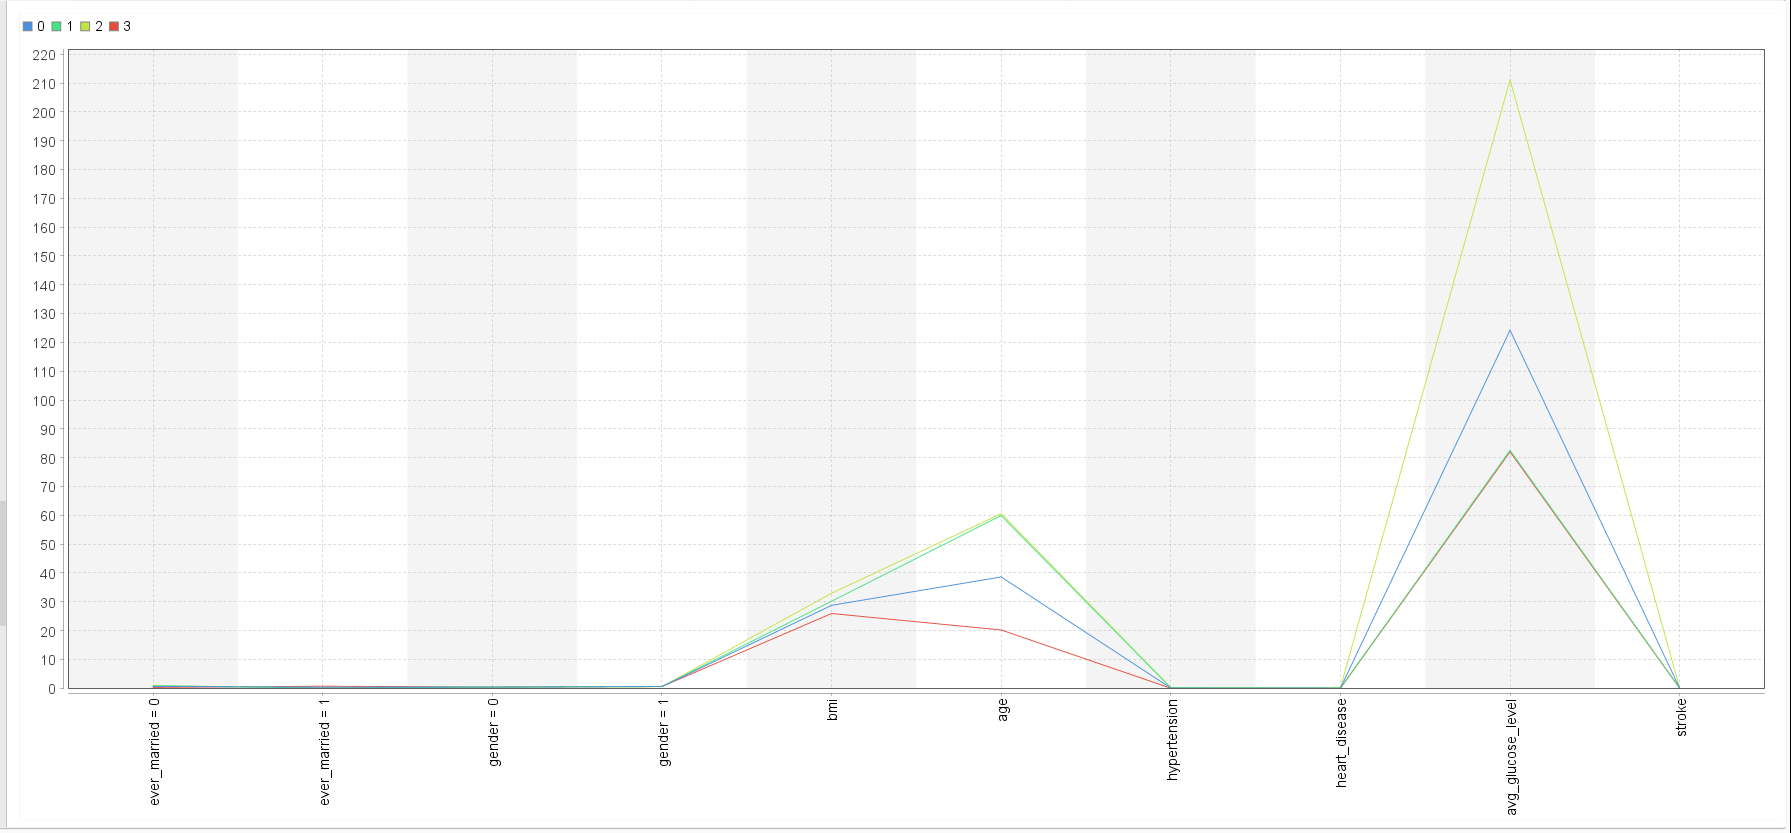 0 1 2 3
220
210
200
190
180
170
160
150
140
130
120
110
100
90
80
70
60
50
40
30
20
10
0
ever_married = 0
ever_married = 1
gender = 0
gender = 1
bmi
age
hypertension
heart_disease
avg_glucose_level
stroke